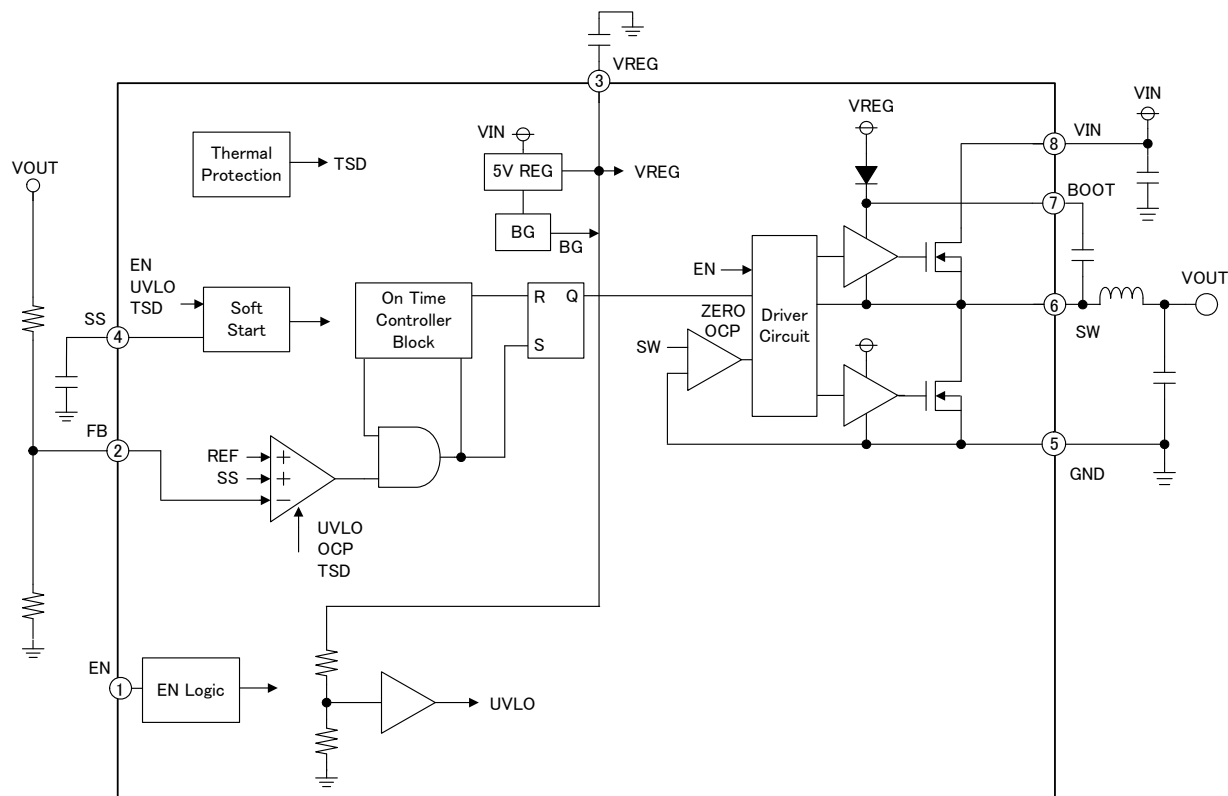 3
VREG
VIN
VREG
VIN
8
VIN
VOUT
Thermal
Protection
TSD
5V REG
VREG
BOOT
7
BG
BG
EN
UVLO
TSD
Soft
Start
SS
4
On Time
Controller
Block
R Q
S
EN
ZERO
OCP
SW
Driver
Circuit
6
SW
VOUT
FB
2
REF
SS
+
+
−
UVLO
OCP
TSD
5
GND
EN
1
EN Logic
UVLO